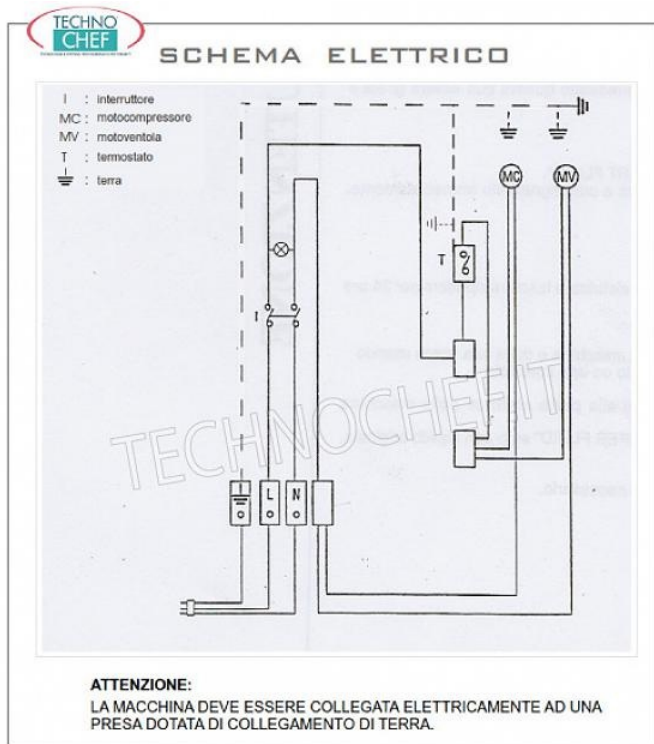 TECHNO
CHEF
SCHEMA ELETTRICO
I : interruttore
MC : motocompressore
MV : motoventola
T : termostato
: terra
MC
MV
T
I
TECHNOCHEF.IT
L
N
ATTENZIONE:
LA MACCHINA DEVE ESSERE COLLEGATA ELETTRICAMENTE AD UNA
PRESA DOTATA DI COLLEGAMENTO DI TERRA.